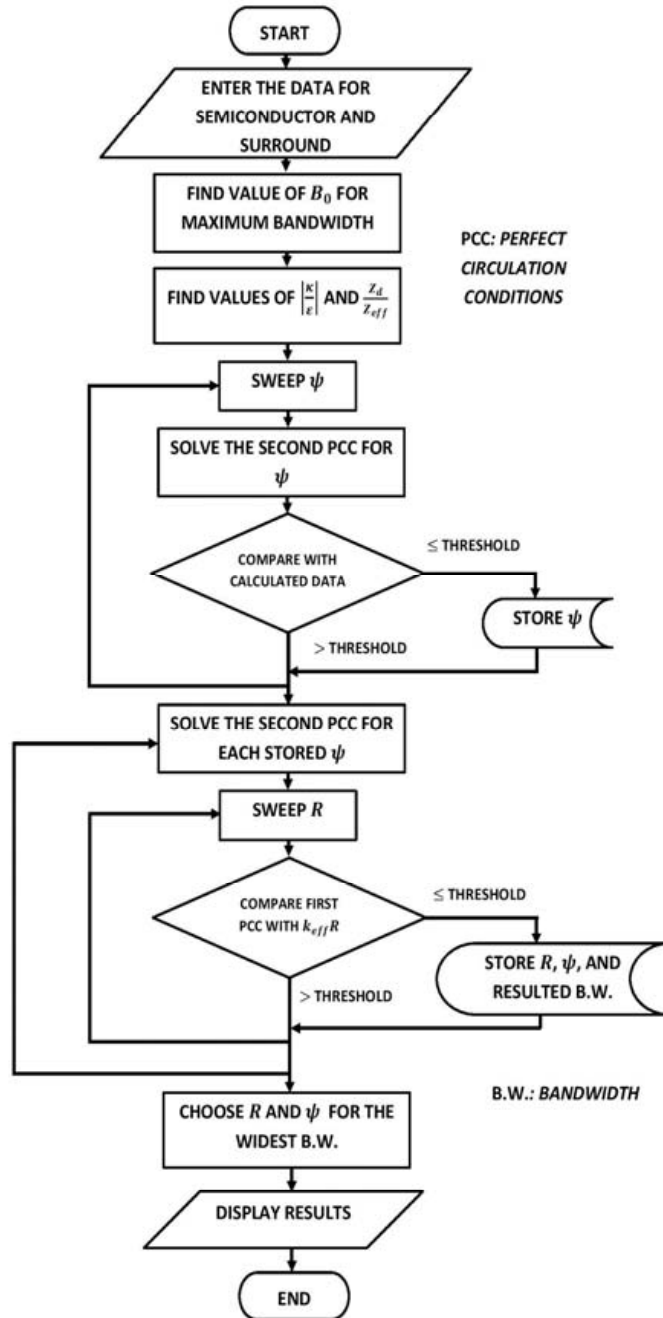 START
ENTER THE DATA FOR
SEMICONDUCTOR AND
SURROUND
FIND VALUE OF B₀ FOR
MAXIMUM BANDWIDTH
PCC: PERFECT
CIRCULATION
CONDITIONS
FIND VALUES OF |κ/ε| AND Z_d/Z_eff
SWEEP ψ
SOLVE THE SECOND PCC FOR
ψ
COMPARE WITH
CALCULATED DATA
≤ THRESHOLD
STORE ψ
> THRESHOLD
SOLVE THE SECOND PCC FOR
EACH STORED ψ
SWEEP R
COMPARE FIRST
PCC WITH k_eff R
≤ THRESHOLD
STORE R, ψ, AND
RESULTED B.W.
> THRESHOLD
B.W.: BANDWIDTH
CHOOSE R AND ψ FOR THE
WIDEST B.W.
DISPLAY RESULTS
END